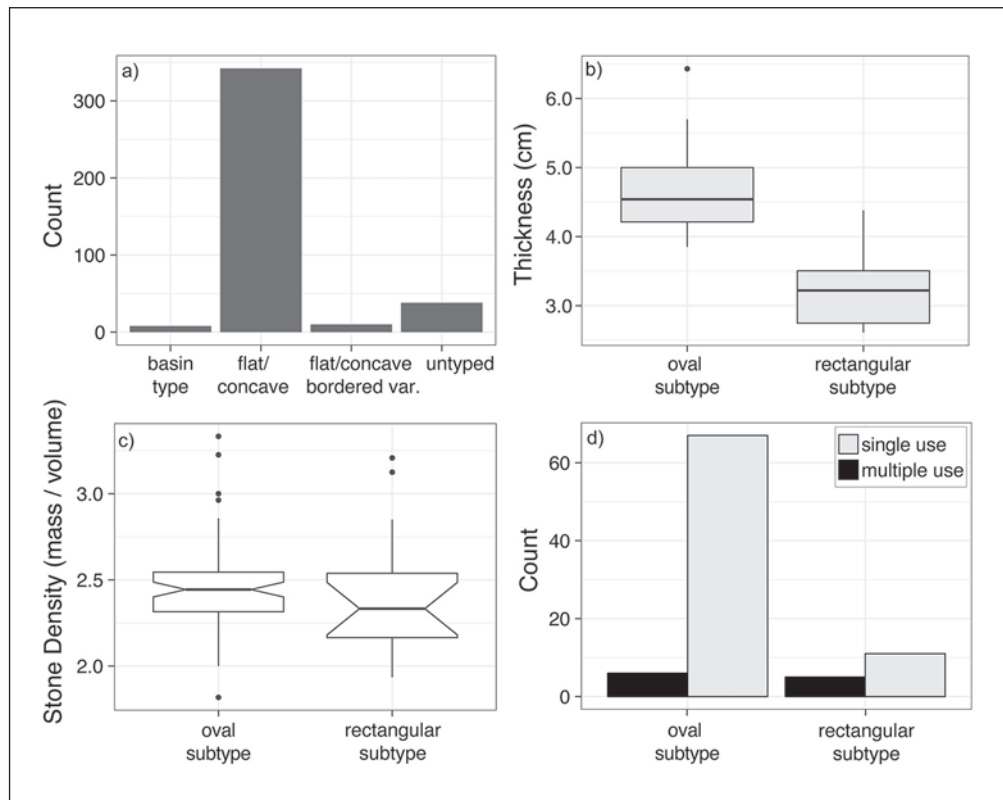 a)
Count
300
200
100
0
basin
type
flat/
concave
flat/concave
bordered var.
untyped
b)
Thickness (cm)
6.0
5.0
4.0
3.0
oval
subtype
rectangular
subtype
c)
Stone Density (mass / volume)
3.0
2.5
2.0
oval
subtype
rectangular
subtype
d)
single use
multiple use
Count
60
40
20
0
oval
subtype
rectangular
subtype